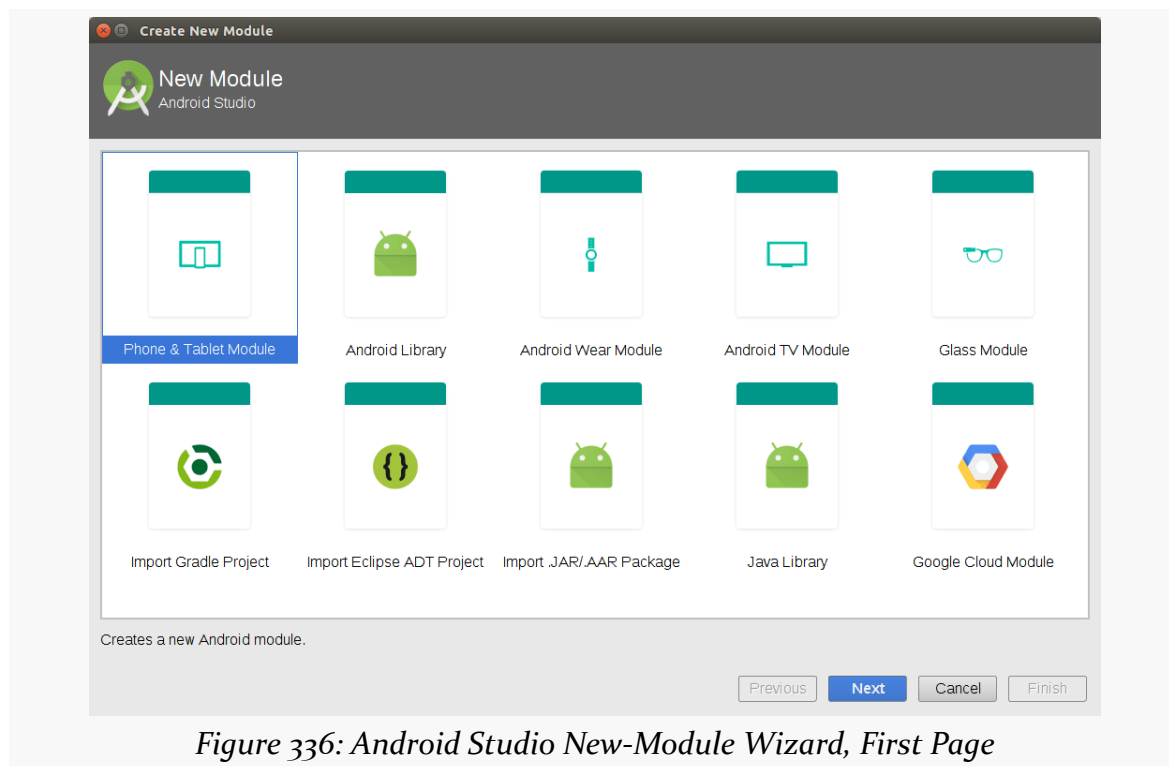 Create New Module
New Module
Android Studio
Phone & Tablet Module
Android Library
Android Wear Module
Android TV Module
Glass Module
{}
Import Gradle Project
Import Eclipse ADT Project
Import .JAR/.AAR Package
Java Library
Google Cloud Module
Creates a new Android module.
Previous
Next
Cancel
Finish
Figure 336: Android Studio New-Module Wizard, First Page